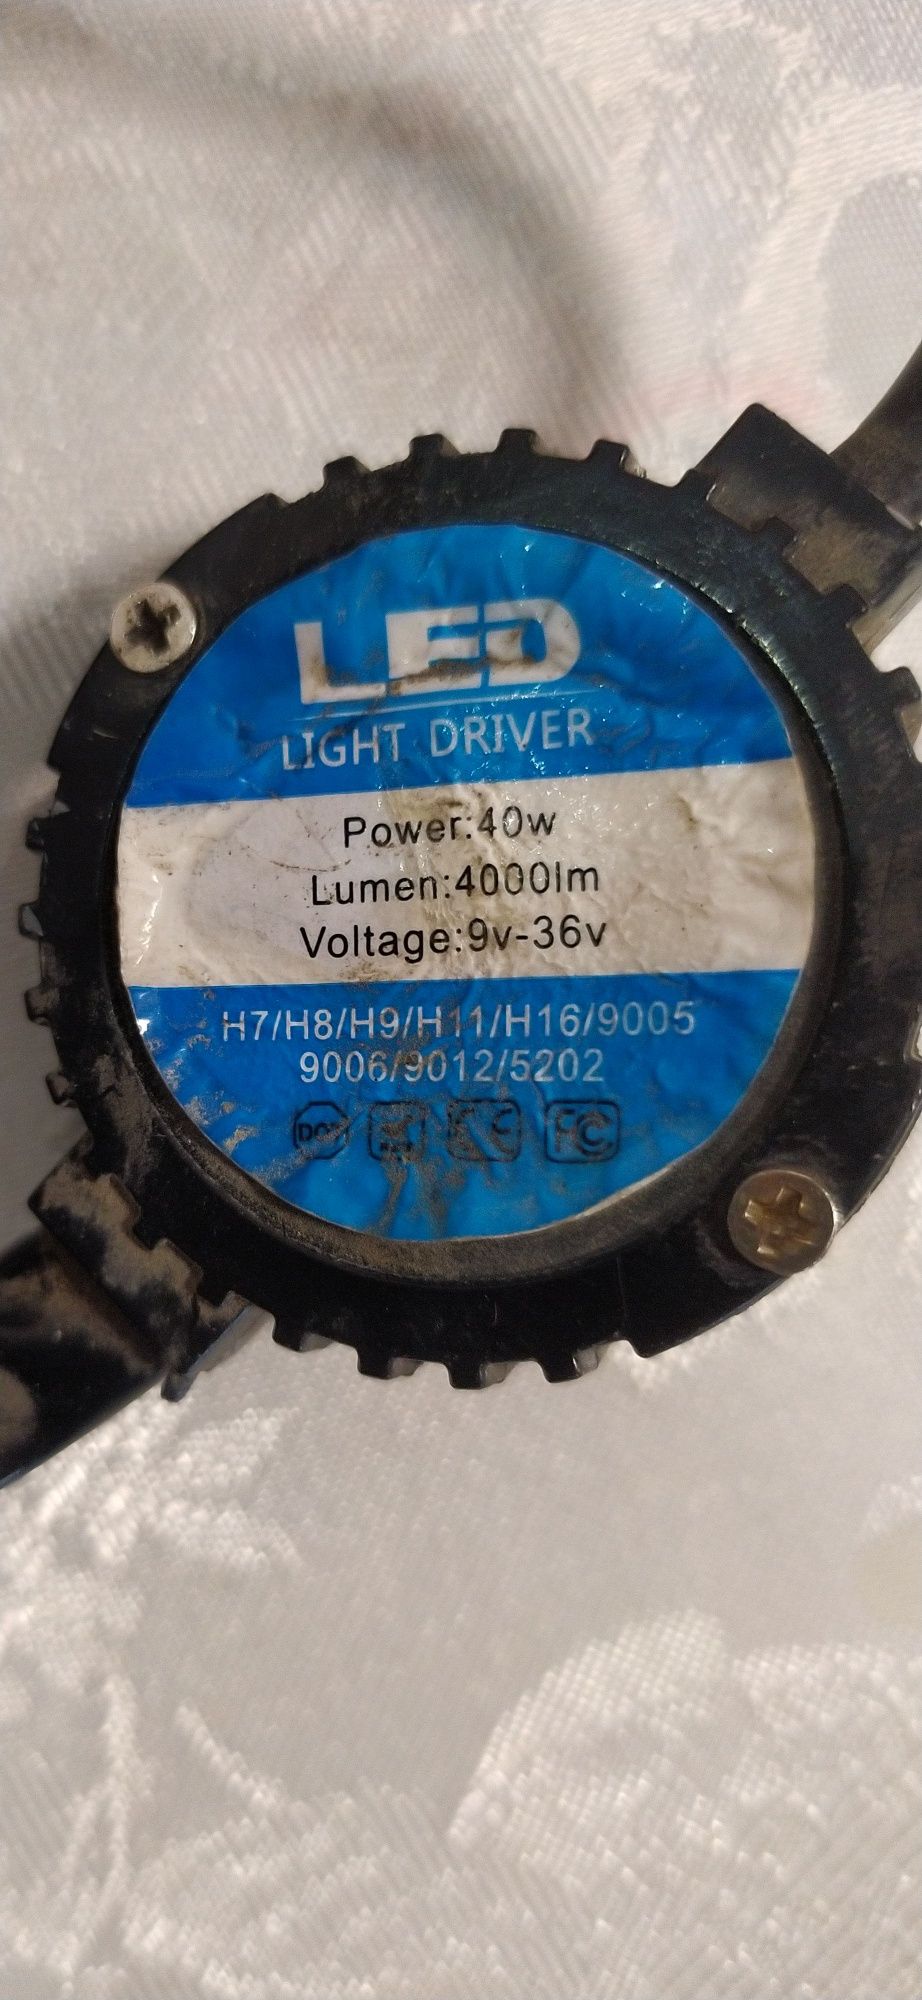 LED
LIGHT DRIVER
Power:40w
Lumen:4000lm
Voltage:9v-36v
H7/H8/H9/H11/H16/9005
9006/9012/5202
DOT
FC